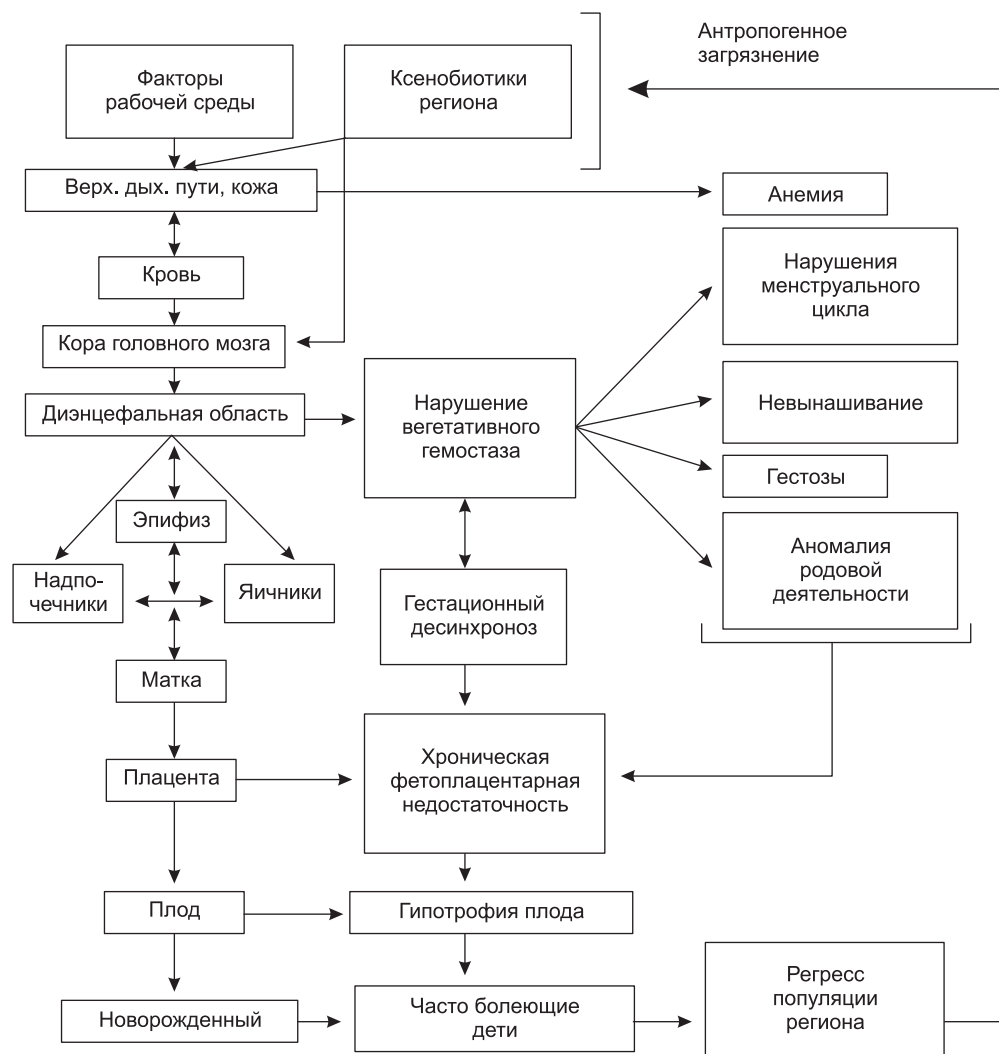 Антропогенное
загрязнение
Факторы
рабочей среды
Ксенобиотики
региона
Верх. дых. пути, кожа
Анемия
Кровь
Нарушения
менструального
цикла
Кора головного мозга
Диэнцефальная область
Нарушение
вегетативного
гемостаза
Невынашивание
Гестозы
Эпифиз
Надпо-
чечники
Яичники
Гестационный
десинхроноз
Аномалия
родовой
деятельности
Матка
Плацента
Хроническая
фетоплацентарная
недостаточность
Плод
Гипотрофия плода
Новорожденный
Часто болеющие
дети
Регресс
популяции
региона